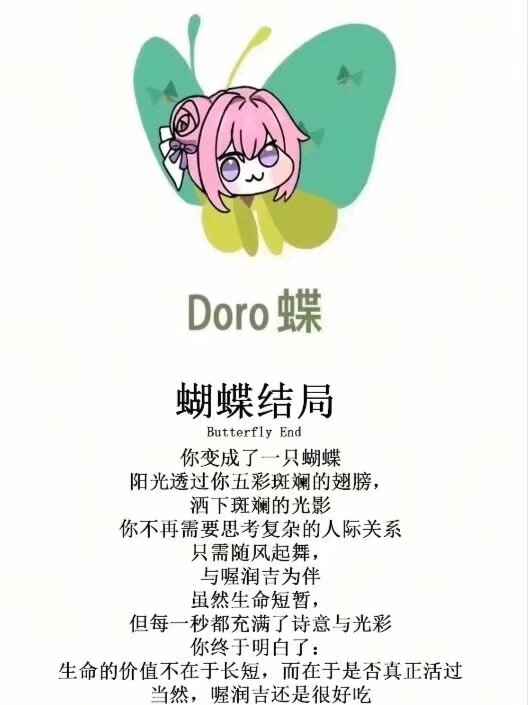 Doro 蝶
蝴蝶结局
Butterfly End
你变成了一只蝴蝶
阳光透过你五彩斑斓的翅膀，
洒下斑斓的光影
你不再需要思考复杂的人际关系
只需随风起舞，
与喔润吉为伴
虽然生命短暂，
但每一秒都充满了诗意与光彩
你终于明白了：
生命的价值不在于长短，而在于是否真正活过
当然，喔润吉还是很好吃